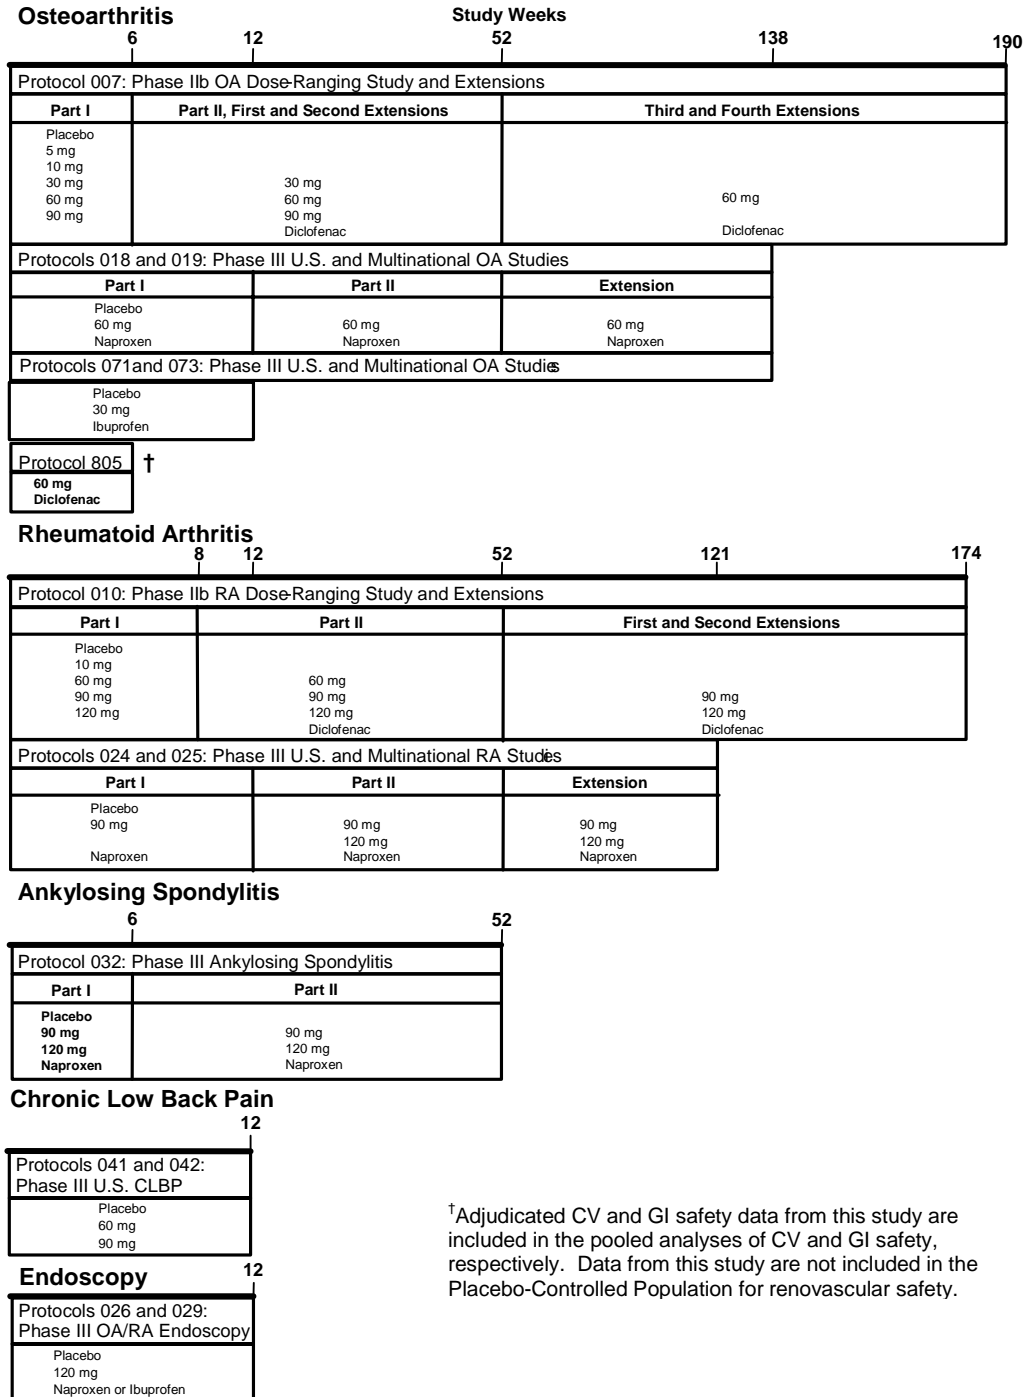 Osteoarthritis
Study Weeks
6 12 52 138 190
Protocol 007: Phase IIb OA Dose-Ranging Study and Extensions
Part I Part II, First and Second Extensions Third and Fourth Extensions
Placebo
5 mg
10 mg
30 mg 30 mg
60 mg 60 mg 60 mg
90 mg 90 mg
Diclofenac Diclofenac
Protocols 018 and 019: Phase III U.S. and Multinational OA Studies
Part I Part II Extension
Placebo
60 mg 60 mg 60 mg
Naproxen Naproxen Naproxen
Protocols 071and 073: Phase III U.S. and Multinational OA Studies
Placebo
30 mg
Ibuprofen
Protocol 805 †
60 mg
Diclofenac
Rheumatoid Arthritis
8 12 52 121 174
Protocol 010: Phase IIb RA Dose-Ranging Study and Extensions
Part I Part II First and Second Extensions
Placebo
10 mg
60 mg 60 mg
90 mg 90 mg 90 mg
120 mg 120 mg 120 mg
Diclofenac Diclofenac
Protocols 024 and 025: Phase III U.S. and Multinational RA Studies
Part I Part II Extension
Placebo
90 mg 90 mg 90 mg
120 mg 120 mg
Naproxen Naproxen Naproxen
Ankylosing Spondylitis
6 52
Protocol 032: Phase III Ankylosing Spondylitis
Part I Part II
Placebo
90 mg 90 mg
120 mg 120 mg
Naproxen Naproxen
Chronic Low Back Pain
12
Protocols 041 and 042:
Phase III U.S. CLBP
Placebo
60 mg
90 mg
†Adjudicated CV and GI safety data from this study are
included in the pooled analyses of CV and GI safety,
respectively. Data from this study are not included in the
Placebo-Controlled Population for renovascular safety.
Endoscopy
12
Protocols 026 and 029:
Phase III OA/RA Endoscopy
Placebo
120 mg
Naproxen or Ibuprofen